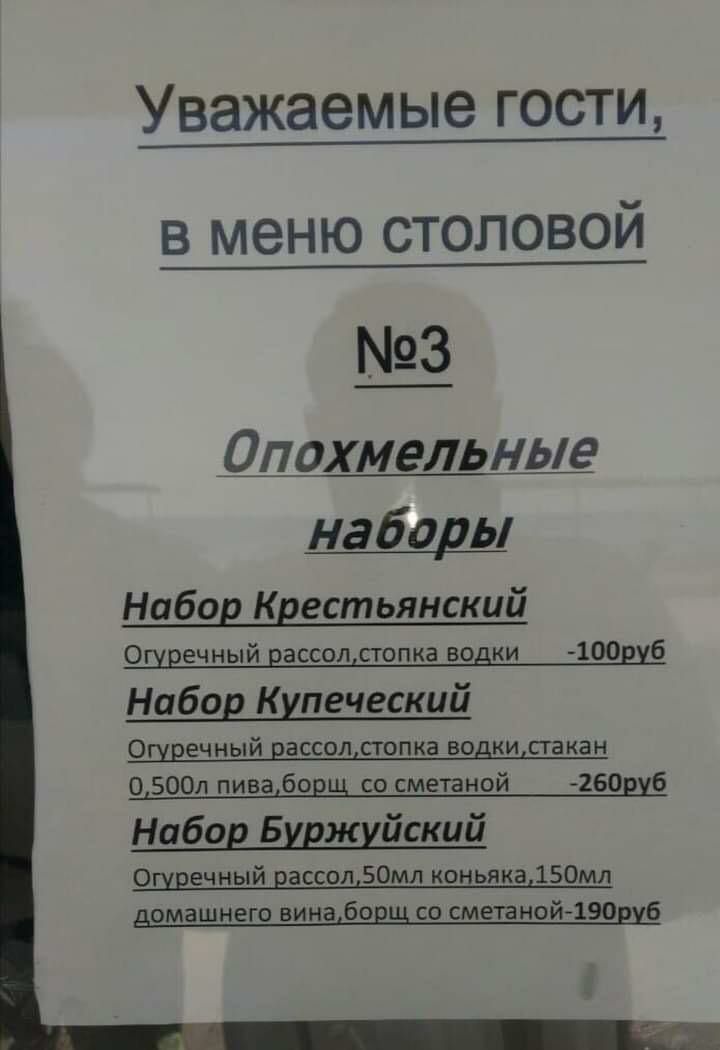 Уважаемые гости,
в меню столовой
№3
Опохмельные
наборы
Набор Крестьянский
Огуречный рассол,стопка водки -100руб
Набор Купеческий
Огуречный рассол,стопка водки,стакан
0,500л пива,борщ со сметаной -260руб
Набор Буржуйский
Огуречный рассол,50мл коньяка,150мл
домашнего вина,борщ со сметаной-190руб